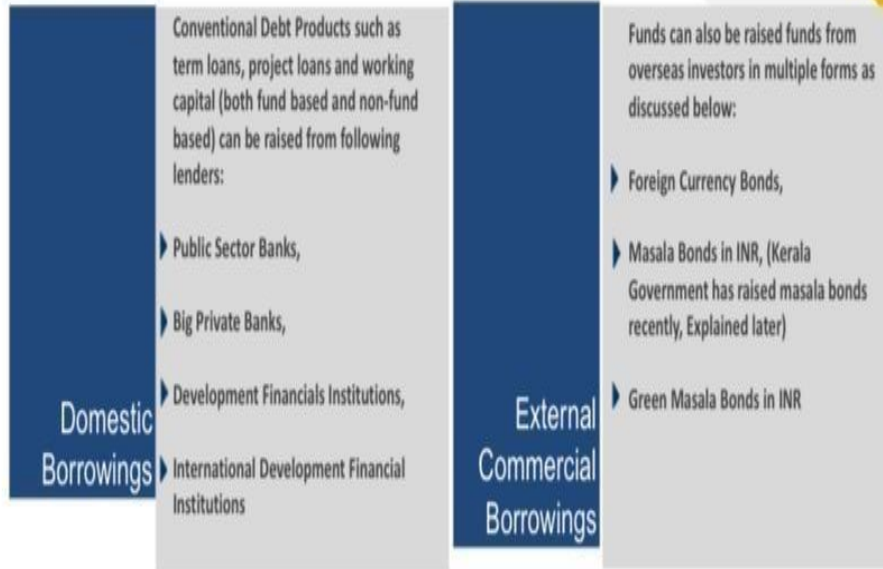 Conventional Debt Products such as
term loans, project loans and working
capital (both fund based and non-fund
based) can be raised from following
lenders:
Public Sector Banks,
Big Private Banks,
Development Financials Institutions,
International Development Financial
Institutions
Domestic
Borrowings
Funds can also be raised funds from
overseas investors in multiple forms as
discussed below:
Foreign Currency Bonds,
Masala Bonds in INR, (Kerala
Government has raised masala bonds
recently, Explained later)
Green Masala Bonds in INR
External
Commercial
Borrowings